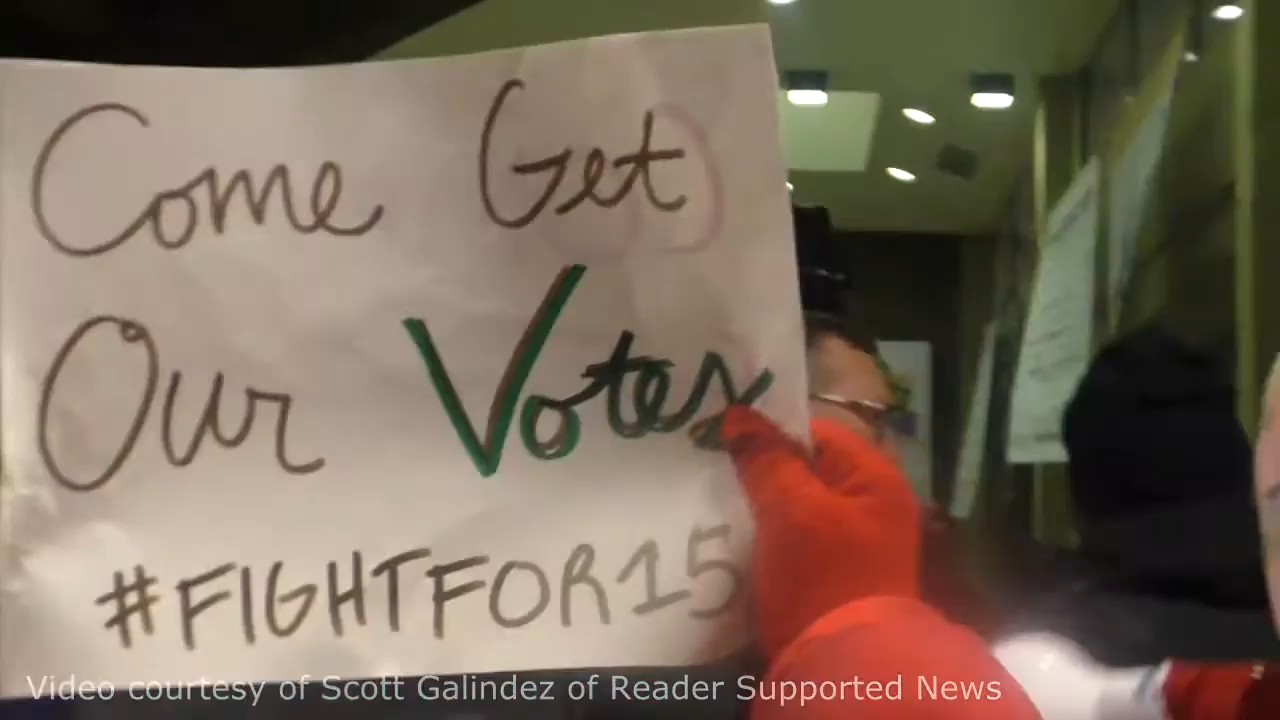 Come Get
Our Votes
#FIGHTFOR15
Video courtesy of Scott Galindez of Reader Supported News